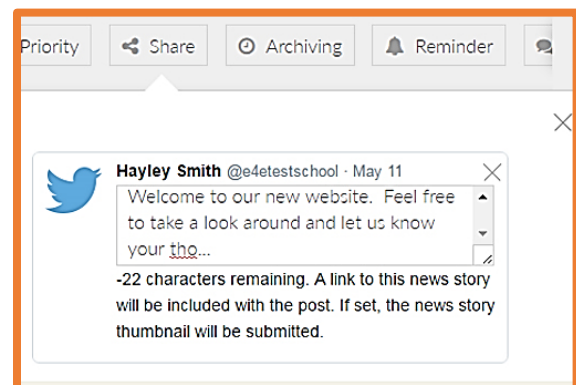 Priority Share Archiving Reminder
Hayley Smith @e4etestschool · May 11
Welcome to our new website. Feel free
to take a look around and let us know
your tho...
-22 characters remaining. A link to this news story
will be included with the post. If set, the news story
thumbnail will be submitted.